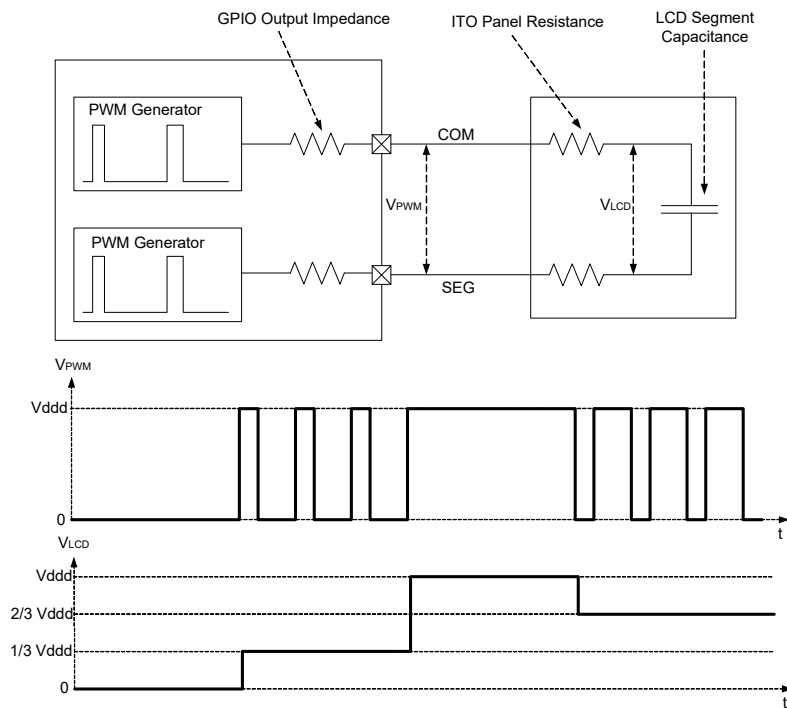 GPIO Output Impedance
ITO Panel Resistance
LCD Segment
Capacitance
PWM Generator
COM
VPWM
VLCD
PWM Generator
SEG
VPWM
Vddd
0
t
VLCD
Vddd
2/3 Vddd
1/3 Vddd
0
t